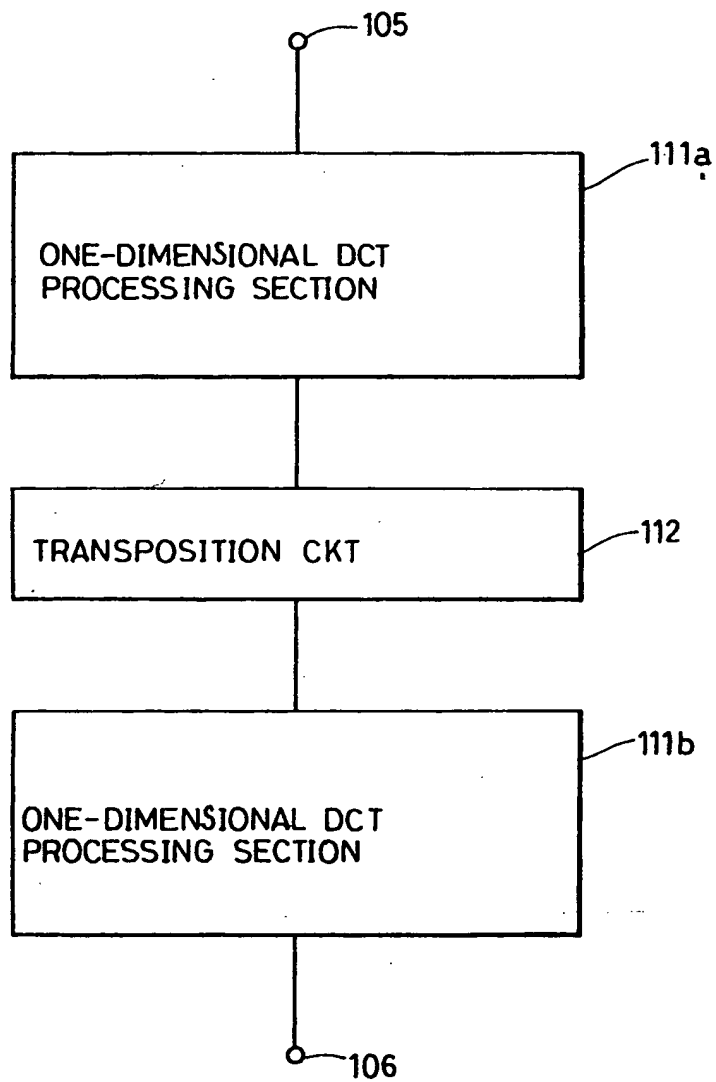 105
111a
ONE-DIMENSIONAL DCT
PROCESSING SECTION
TRANSPOSITION CKT
112
111b
ONE-DIMENSIONAL DCT
PROCESSING SECTION
106